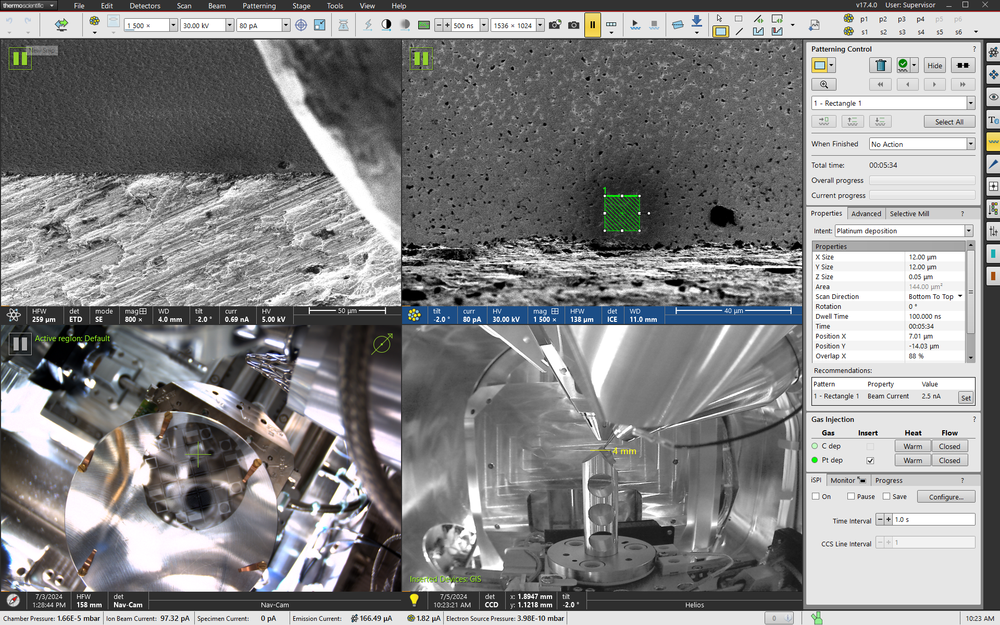 thermoscientific File Edit Detectors Scan Beam Patterning Stage Tools View Help v17.4.0 User: Supervisor
1 500 × 30.00 kV 80 pA 500 ns 1536 × 1024
p1 p2 p3 p4 p5 p6
s1 s2 s3 s4 s5 s6
New Snip
1
HFW det mode mag WD tilt curr HV 50 µm
259 µm ETD SE 800 × 4.0 mm -2.0 ° 0.69 nA 5.00 kV
tilt curr HV mag HFW det WD 40 µm
-2.0 ° 80 pA 30.00 kV 1 500 × 138 µm ICE 11.0 mm
Active region: Default
4 mm
Inserted Devices: GIS
7/3/2024 HFW det
1:28:44 PM 158 mm Nav-Cam Nav-Cam
7/5/2024 det x: 1.8947 mm tilt
10:23:21 AM CCD y: 1.1218 mm -2.0 ° Helios
Patterning Control ?
Hide
1 - Rectangle 1
Select All
When Finished No Action
Total time: 00:05:34
Overall progress
Current progress
Properties Advanced Selective Mill ?
Intent: Platinum deposition
Properties
X Size 12.00 µm
Y Size 12.00 µm
Z Size 0.05 µm
Area 144.00 µm²
Scan Direction Bottom To Top
Rotation 0 °
Dwell Time 100.000 ns
Time 00:05:34
Position X 7.01 µm
Position Y -14.03 µm
Overlap X 88 %
Recommendations:
Pattern Property Value
1 - Rectangle 1 Beam Current 2.5 nA Set
Gas Injection ?
Gas Insert Heat Flow
C dep Warm Closed
Pt dep Warm Closed
iSPI Monitor Progress ?
On Pause Save Configure...
Time Interval 1.0 s
CCS Line Interval 1
Chamber Pressure: 1.66E-5 mbar Ion Beam Current: 97.32 pA Specimen Current: 0 pA Emission Current: 166.49 µA 1.82 µA Electron Source Pressure: 3.98E-10 mbar 0 10:23 AM